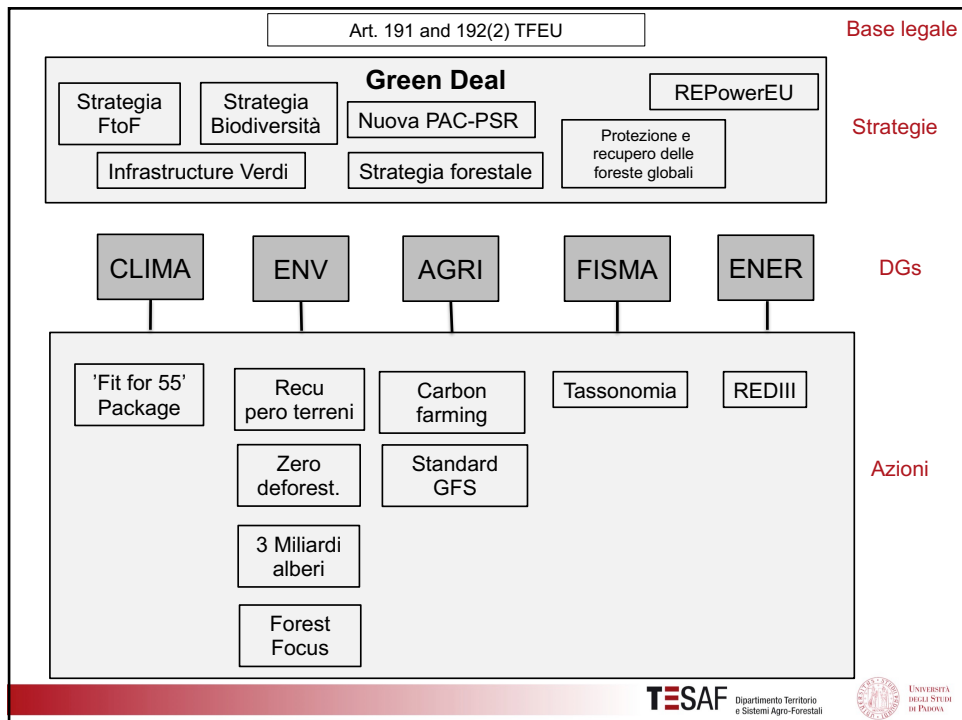 Art. 191 and 192(2) TFEU
Base legale
Green Deal
Strategia
FtoF
Strategia
Biodiversità
Nuova PAC-PSR
REPowerEU
Infrastructure Verdi
Strategia forestale
Protezione e
recupero delle
foreste globali
Strategie
CLIMA
ENV
AGRI
FISMA
ENER
DGs
'Fit for 55'
Package
Recu
pero terreni
Carbon
farming
Tassonomia
REDIII
Zero
deforest.
Standard
GFS
Azioni
3 Miliardi
alberi
Forest
Focus
TESAF
Dipartimento Territorio
e Sistemi Agro-Forestali
UNIVERSITÀ
DEGLI STUDI
DI PADOVA